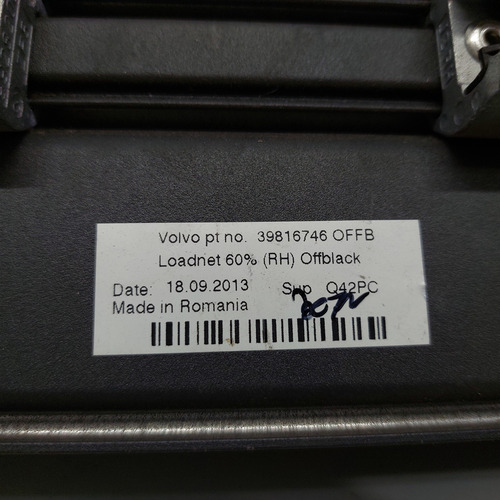 Volvo pt no. 39816746 OFFB
Loadnet 60% (RH) Offblack
Date: 18.09.2013 Sup Q42PC
Made in Romania